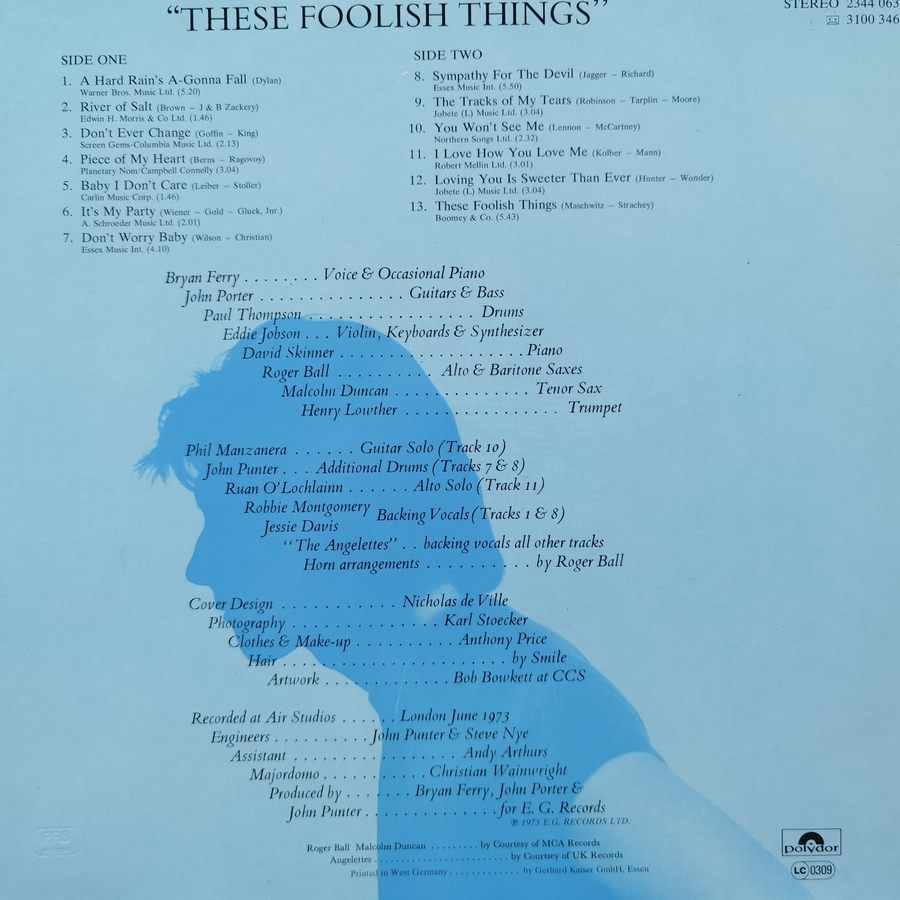 "THESE FOOLISH THINGS"
STEREO 2344 063
3100 346
SIDE ONE
1. A Hard Rain's A-Gonna Fall (Dylan)
Warner Bros. Music Ltd. (5.20)
2. River of Salt (Brown – J & B Zackery)
Edwin H. Morris & Co Ltd. (1.46)
3. Don't Ever Change (Goffin – King)
Screen Gems-Columbia Music Ltd. (2.13)
4. Piece of My Heart (Berns – Ragovoy)
Planetary Nom/Campbell Connelly (3.04)
5. Baby I Don't Care (Leiber – Stoller)
Carlin Music Corp. (1.46)
6. It's My Party (Wiener – Gold – Gluck, Jnr.)
A. Schroeder Music Ltd. (2.01)
7. Don't Worry Baby (Wilson – Christian)
Essex Music Int. (4.10)
SIDE TWO
8. Sympathy For The Devil (Jagger – Richard)
Essex Music Int. (5.50)
9. The Tracks of My Tears (Robinson – Tarplin – Moore)
Jobete (L) Music Ltd. (3.04)
10. You Won't See Me (Lennon – McCartney)
Northern Songs Ltd. (2.32)
11. I Love How You Love Me (Kolber – Mann)
Robert Mellin Ltd. (3.01)
12. Loving You Is Sweeter Than Ever (Hunter – Wonder)
Jobete (L) Music Ltd. (3.04)
13. These Foolish Things (Maschwitz – Strachey)
Boomey & Co. (5.43)
Bryan Ferry . . . . . . . . Voice & Occasional Piano
John Porter . . . . . . . . . . . . . . . Guitars & Bass
Paul Thompson . . . . . . . . . . . . . . . . . Drums
Eddie Jobson . . . Violin, Keyboards & Synthesizer
David Skinner . . . . . . . . . . . . . . . . . . . Piano
Roger Ball . . . . . . . . . . Alto & Baritone Saxes
Malcolm Duncan . . . . . . . . . . . . . . Tenor Sax
Henry Lowther . . . . . . . . . . . . . . . . Trumpet
Phil Manzanera . . . . . . Guitar Solo (Track 10)
John Punter . . . Additional Drums (Tracks 7 & 8)
Ruan O'Lochlainn . . . . . . Alto Solo (Track 11)
Robbie Montgomery
Jessie Davis
Backing Vocals (Tracks 1 & 8)
"The Angelettes" . . backing vocals all other tracks
Horn arrangements . . . . . . . . . . by Roger Ball
Cover Design . . . . . . . . . . . . Nicholas de Ville
Photography . . . . . . . . . . . . . . . Karl Stoecker
Clothes & Make-up . . . . . . . . . . Anthony Price
Hair . . . . . . . . . . . . . . . . . . . . . . . by Smile
Artwork . . . . . . . . . . . . . Bob Bowkett at CCS
Recorded at Air Studios . . . . . . London June 1973
Engineers . . . . . . . . . . John Punter & Steve Nye
Assistant . . . . . . . . . . . . . . . . . Andy Arthurs
Majordomo . . . . . . . . . . . Christian Wainwright
Produced by . . . . . . . Bryan Ferry, John Porter &
John Punter . . . . . . . . . . . . . for E. G. Records
℗ 1973 E.G. RECORDS LTD.
Roger Ball Malcolm Duncan . . . . . . . . . by Courtesy of MCA Records
Angelettes . . . . . . . . . . . . . . . . . . . . . . . . by Courtsey of UK Records
Printed in West Germany . . . . . . . . . . . . . by Gerhard Kaiser GmbH, Essen
polydor
LC 0309